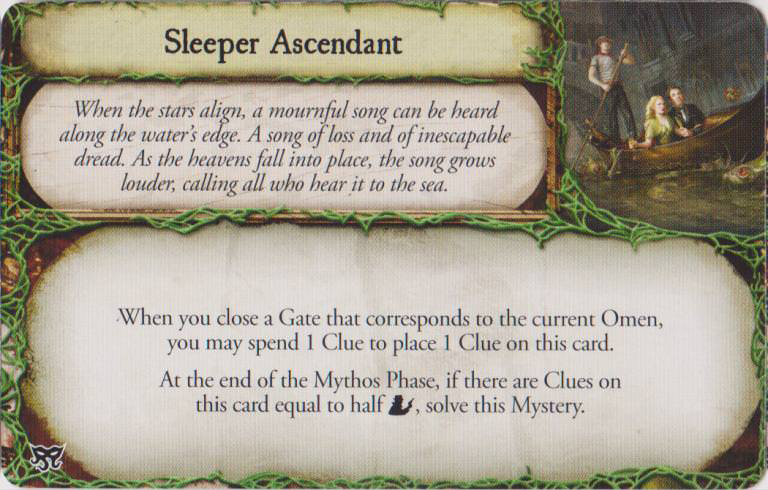 Sleeper Ascendant
When the stars align, a mournful song can be heard
along the water's edge. A song of loss and of inescapable
dread. As the heavens fall into place, the song grows
louder, calling all who hear it to the sea.
When you close a Gate that corresponds to the current Omen,
you may spend 1 Clue to place 1 Clue on this card.
At the end of the Mythos Phase, if there are Clues on
this card equal to half , solve this Mystery.